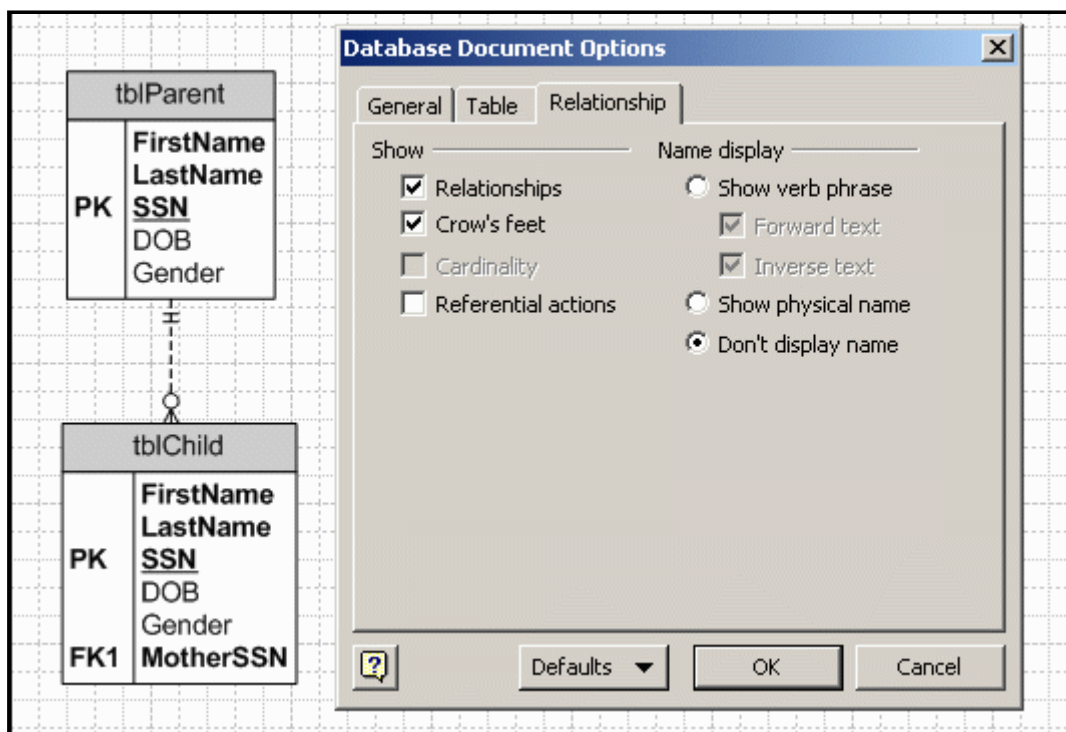 tblParent
FirstName
LastName
PK SSN
DOB
Gender
tblChild
FirstName
LastName
PK SSN
DOB
Gender
FK1 MotherSSN
Database Document Options
General Table Relationship
Show Name display
Relationships Show verb phrase
Crow's feet Forward text
Cardinality Inverse text
Referential actions Show physical name
Don't display name
? Defaults OK Cancel